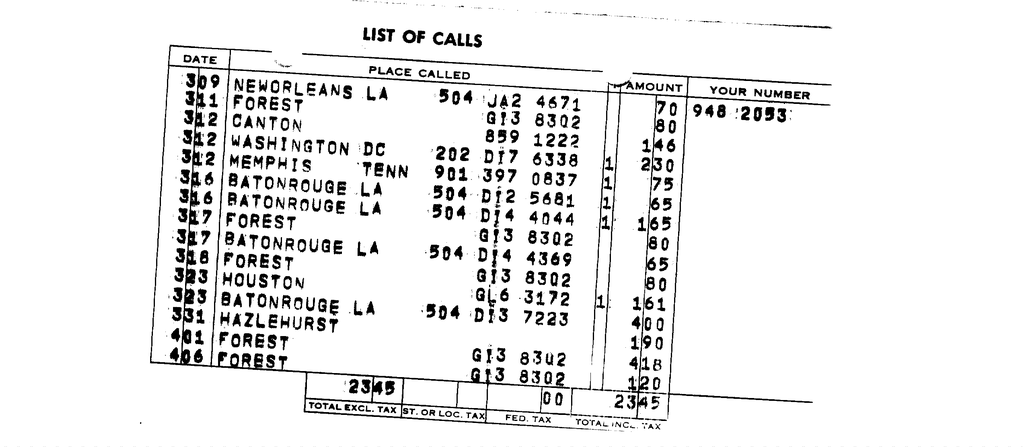 LIST OF CALLS
DATE PLACE CALLED AMOUNT YOUR NUMBER
309 NEWORLEANS LA 504 JA2 4671 70 948 2053
311 FOREST GI3 8302 80
312 CANTON 859 1222 146
312 WASHINGTON DC 202 DI7 6338 1 230
312 MEMPHIS TENN 901 397 0837 1 75
316 BATONROUGE LA 504 DI2 5681 1 65
316 BATONROUGE LA 504 DI4 4044 1 165
317 FOREST GI3 8302 80
317 BATONROUGE LA 504 DI4 4369 65
318 FOREST GI3 8302 80
323 HOUSTON GL6 3172 1 161
323 BATONROUGE LA 504 DI3 7223 400
331 HAZLEHURST 190
401 FOREST GI3 8302 418
406 FOREST GI3 8302 120
2345 00 2345
TOTAL EXCL. TAX ST. OR LOC. TAX FED. TAX TOTAL INCL. TAX